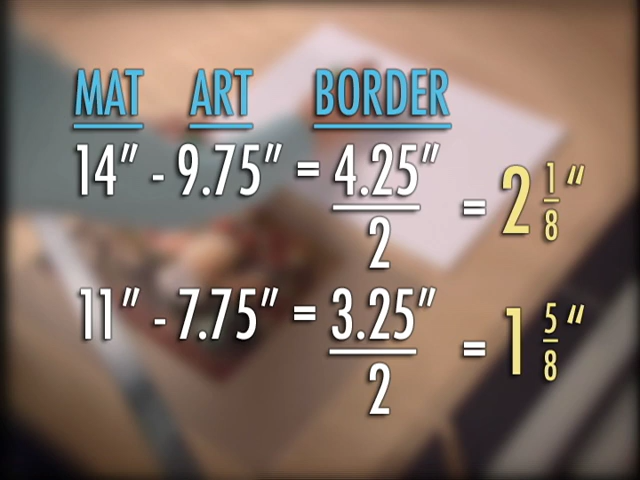 MAT ART BORDER
14″ - 9.75″ = 4.25″/2 = 2 1/8″
11″ - 7.75″ = 3.25″/2 = 1 5/8″